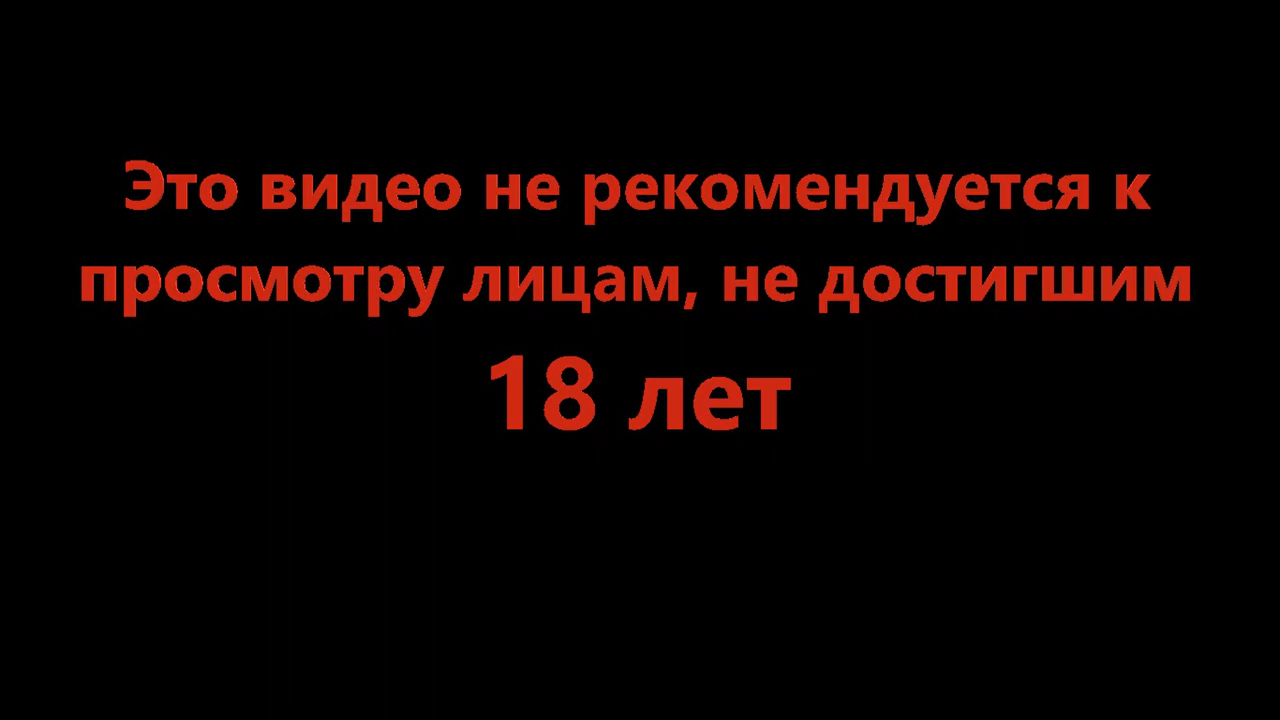 Это видео не рекомендуется к
просмотру лицам, не достигшим
18 лет